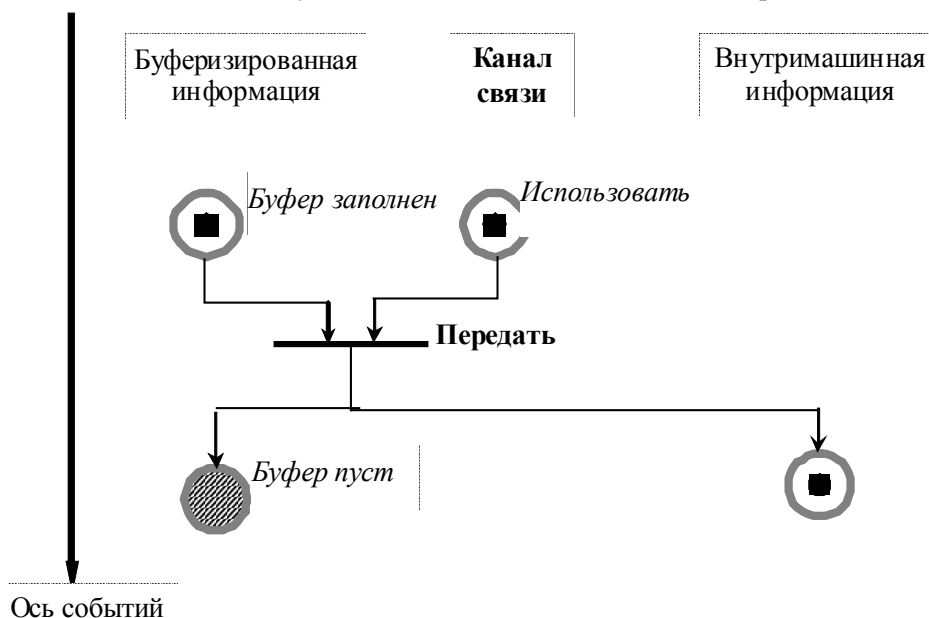 Буферизированная
информация
Канал
связи
Внутримашинная
информация
Буфер заполнен
Использовать
Передать
Буфер пуст
Ось событий